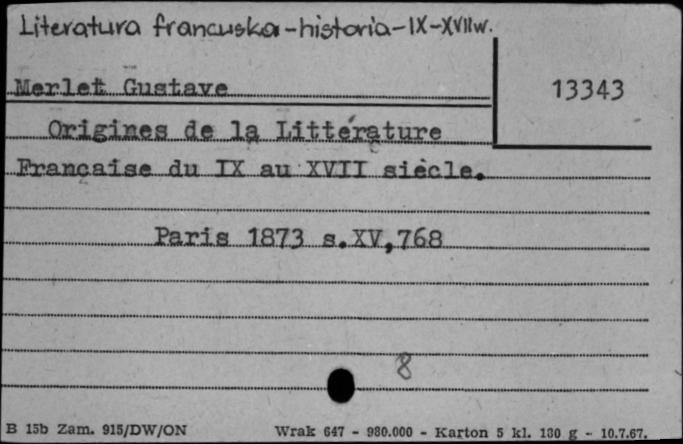 Literatura francuska-historia-IX-XVIIw.
Merlet Gustave
13343
Origines de la Littérature
Française du IX au XVII siècle.
Paris 1873 s.XV,768
8
B 15b Zam. 915/DW/ON
Wrak 647 - 980.000 - Karton 5 kl. 130 g - 10.7.67.